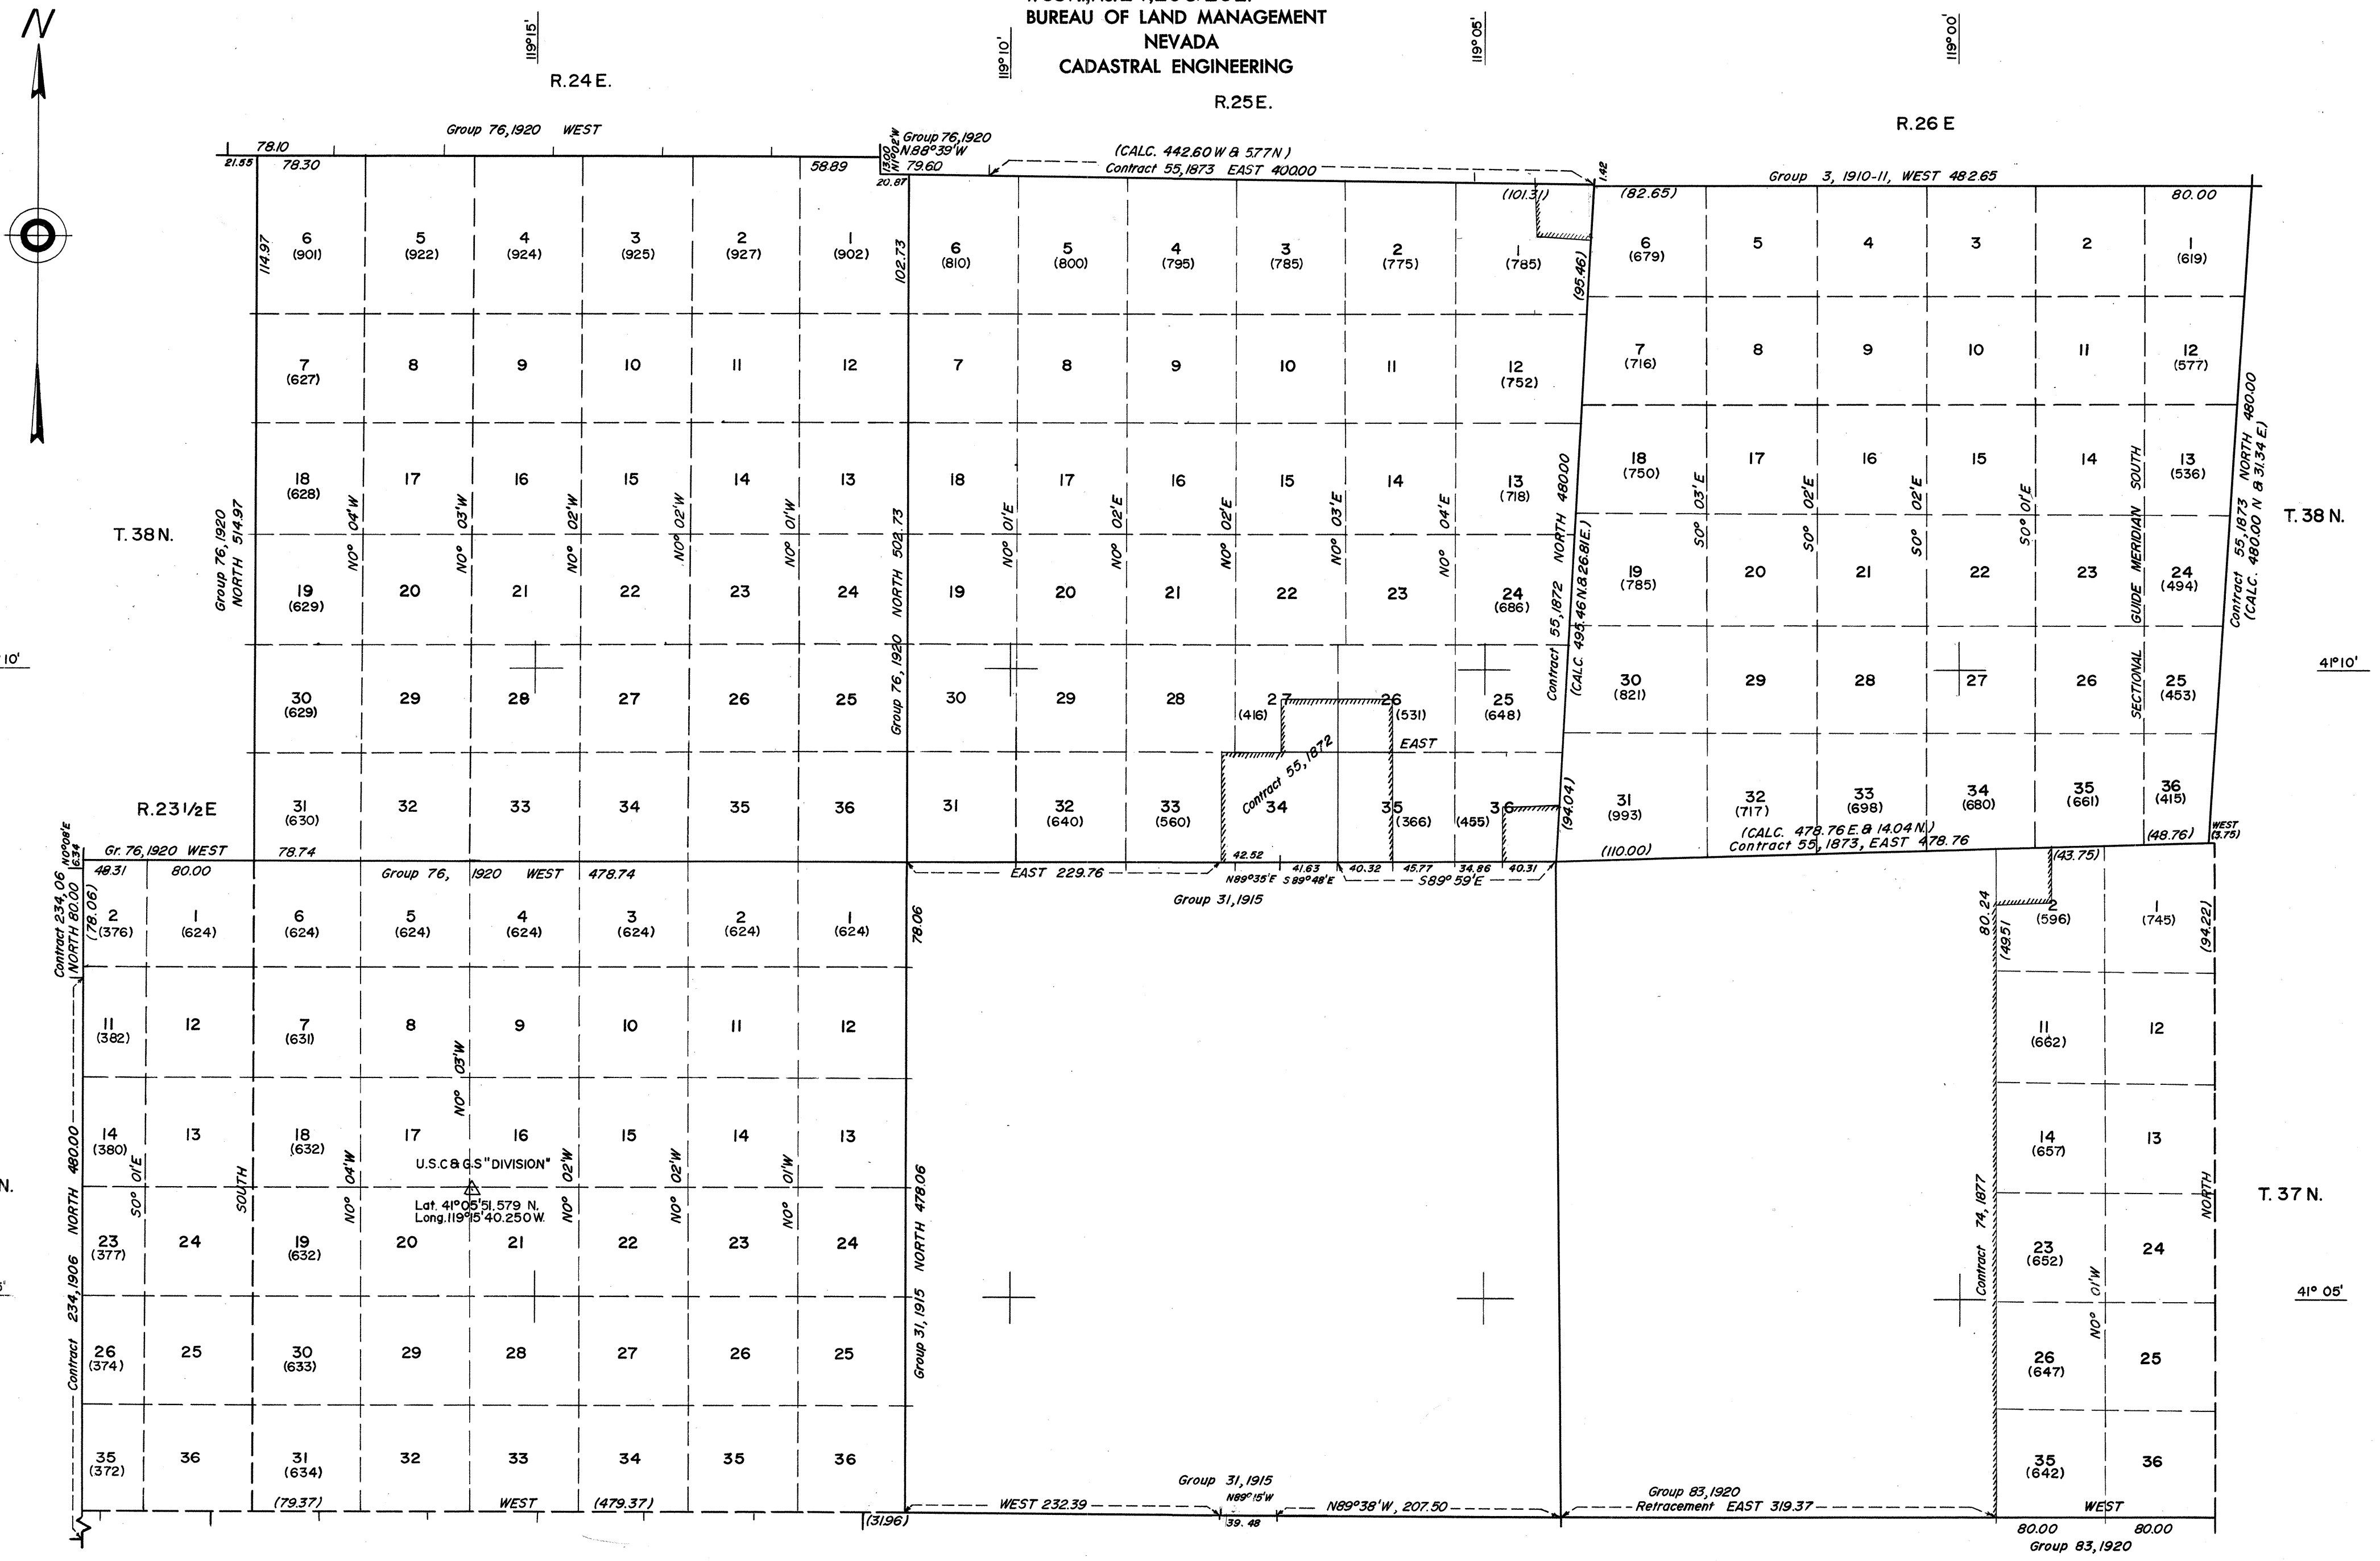 BUREAU OF LAND MANAGEMENT
NEVADA
CADASTRAL ENGINEERING
N
119° 15'
119° 10'
119° 05'
119° 00'
R.24 E.
R.25 E.
R.26 E
Group 76,1920 WEST
78.10
21.55 78.30 58.89
13.00
N1°02'W
Group 76,1920
N.88°39'W
79.60
20.87
(CALC. 442.60 W & 5.77 N)
Contract 55,1873 EAST 400.00
(101.31)
1.42
(82.65)
Group 3, 1910-11, WEST 482.65
80.00
114.97
6 5 4 3 2 1
(901) (922) (924) (925) (927) (902)
102.73
6 5 4 3 2 1
(810) (800) (795) (785) (775) (785)
(95.46)
6 5 4 3 2 1
(679) (619)
7 8 9 10 11 12
(627)
7 8 9 10 11 12
(752)
7 8 9 10 11 12
(716) (577)
18 17 16 15 14 13
(628)
18 17 16 15 14 13
(718)
18 17 16 15 14 13
(750) (536)
T. 38 N.
Group 76,1920
NORTH 514.97
N0° 04'W
N0° 03'W
N0° 02'W
N0° 02'W
N0° 01'W
Group 76, 1920 NORTH 502.73
N0° 01'E
N0° 02'E
N0° 02'E
N0° 03'E
N0° 04'E
Contract 55,1872 NORTH 480.00
(CALC. 495.46 N.& 26.81 E.)
S0° 03'E
S0° 02'E
S0° 02'E
S0° 01'E
SECTIONAL GUIDE MERIDIAN SOUTH
Contract 55,1873 NORTH 480.00
(CALC. 480.00 N & 31.34 E.)
T. 38 N.
19 20 21 22 23 24
(629)
19 20 21 22 23 24
(686)
19 20 21 22 23 24
(785) (494)
10'
41°10'
30 29 28 27 26 25
(629)
30 29 28 27 26 25
(416) (531) (648)
30 29 28 27 26 25
(821) (453)
EAST
Contract 55, 1872
R.23 1/2 E
31 32 33 34 35 36
(630)
31 32 33 34 35 36
(640) (560) (366) (455)
(94.04)
31 32 33 34 35 36
(993) (717) (698) (680) (661) (415)
(CALC. 478.76 E. & 14.04 N.)
Contract 55, 1873, EAST 478.76
(110.00)
(48.76)
WEST
(3.75)
N0°08'E
6.34
Gr. 76,1920 WEST 78.74
48.31 80.00
Group 76, 1920 WEST 478.74
EAST 229.76
42.52 41.63 40.32 45.77 34.86 40.31
N89°35'E S89°48'E S89°59'E
Group 31,1915
(43.75)
Contract 234,06
NORTH 80.00
(78.06)
2 1 6 5 4 3 2 1
(376) (624) (624) (624) (624) (624) (624) (624)
78.06
80.24
(49.51
2 1
(596) (745)
(94.22)
11 12 7 8 9 10 11 12
(382) (631)
11 12
(662)
N0° 03'W
14 13 18 17 16 15 14 13
(380) (632)
14 13
(657)
U.S.C & G.S "DIVISION"
Lat. 41°05'51.579 N.
Long.119°15'40.250 W.
Contract 234,1906 NORTH 480.00
S0° 01'E
SOUTH
N0° 04'W
N0° 02'W
N0° 02'W
N0° 01'W
Group 31, 1915 NORTH 478.06
Contract 74,1877
N0° 01'W
NORTH
N.
T. 37 N.
23 24 19 20 21 22 23 24
(377) (632)
23 24
(652)
41° 05'
26 25 30 29 28 27 26 25
(374) (633)
26 25
(647)
35 36 31 32 33 34 35 36
(372) (634)
35 36
(642)
(79.37) WEST (479.37)
(31.96)
Group 31,1915
WEST 232.39
N89°15'W
39.48
N89°38'W, 207.50
Group 83,1920
Retracement EAST 319.37
WEST
80.00 80.00
Group 83,1920